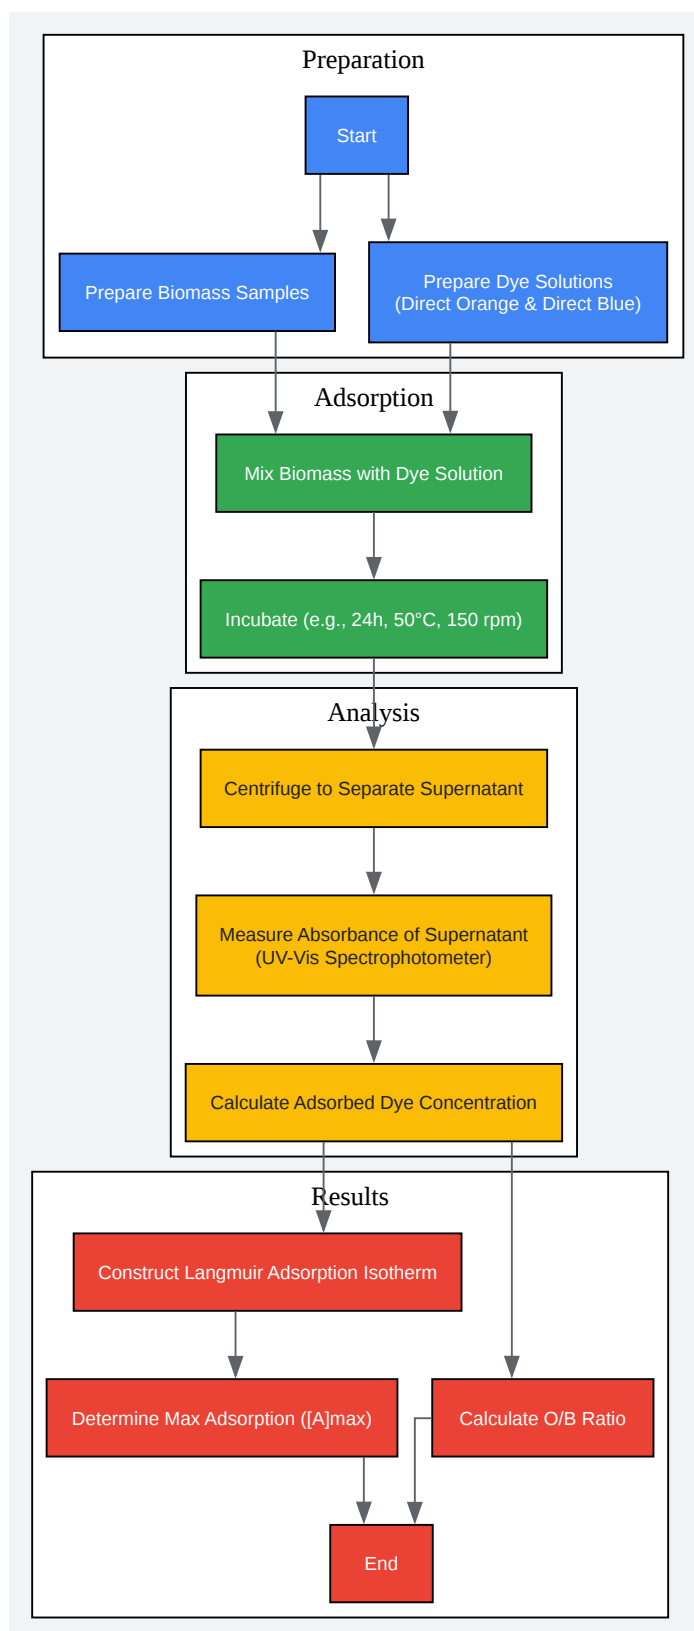 Preparation
Start
Prepare Biomass Samples
Prepare Dye Solutions
(Direct Orange & Direct Blue)
Adsorption
Mix Biomass with Dye Solution
Incubate (e.g., 24h, 50°C, 150 rpm)
Analysis
Centrifuge to Separate Supernatant
Measure Absorbance of Supernatant
(UV-Vis Spectrophotometer)
Calculate Adsorbed Dye Concentration
Results
Construct Langmuir Adsorption Isotherm
Determine Max Adsorption ([A]max)
Calculate O/B Ratio
End